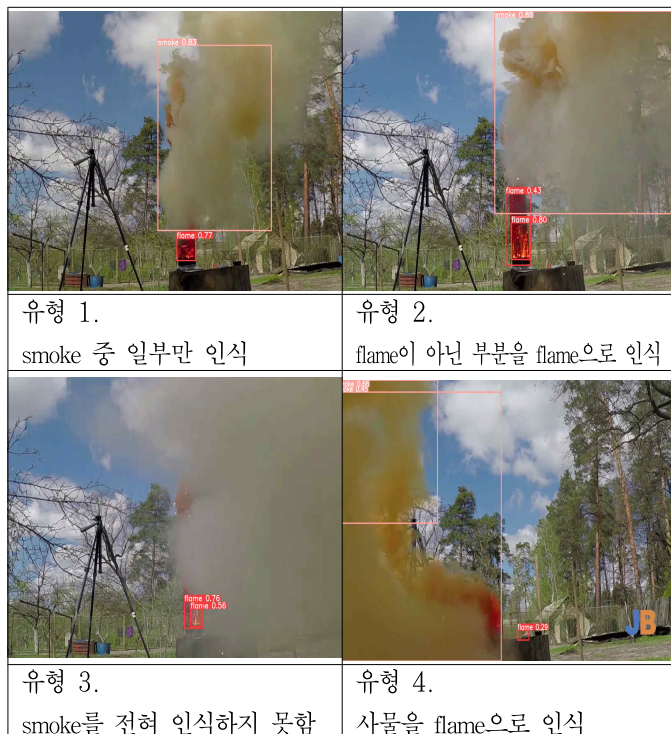 smoke 0.83
flame 0.77
smoke 0.88
flame 0.43
flame 0.80
유형 1.
smoke 중 일부만 인식
유형 2.
flame이 아닌 부분을 flame으로 인식
flame 0.76
flame 0.56
flame 0.29
JB
유형 3.
smoke를 전혀 인식하지 못함
유형 4.
사물을 flame으로 인식